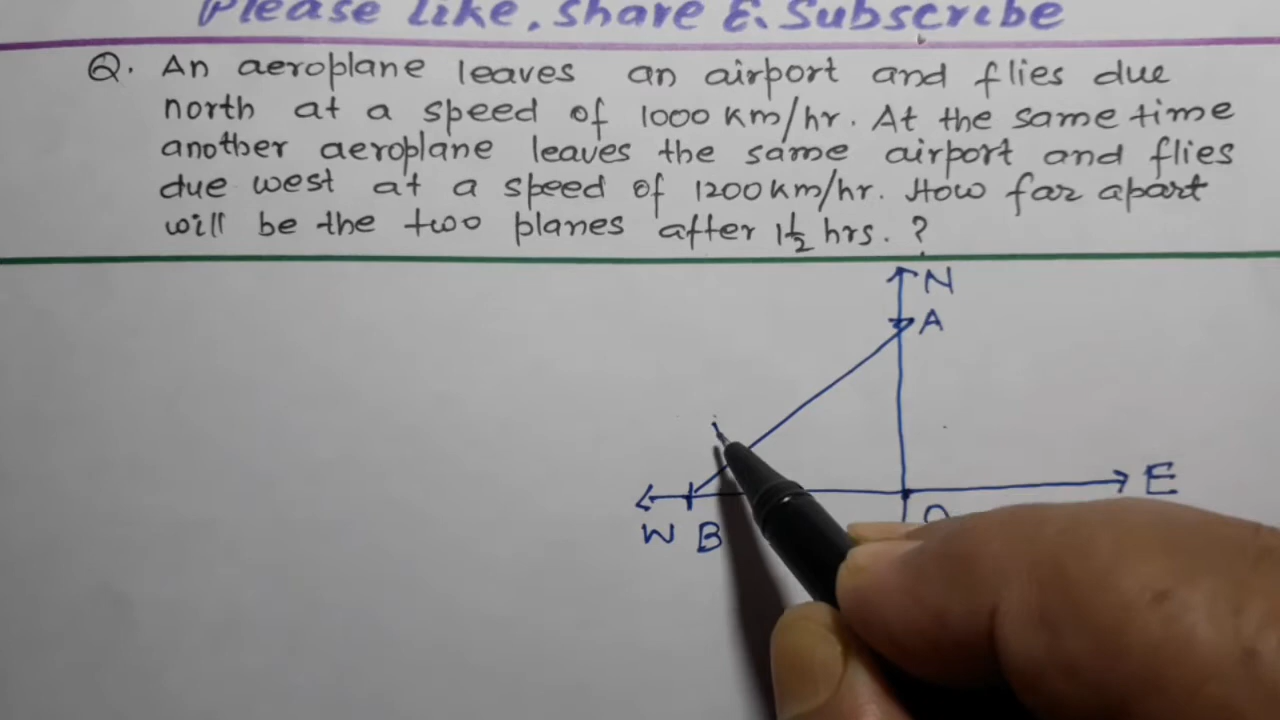 Please Like, Share & Subscribe
Q. An aeroplane leaves an airport and flies due
north at a speed of 1000 km/hr. At the same time
another aeroplane leaves the same airport and flies
due west at a speed of 1200 km/hr. How far apart
will be the two planes after 1 1/2 hrs. ?
N
A
E
W B